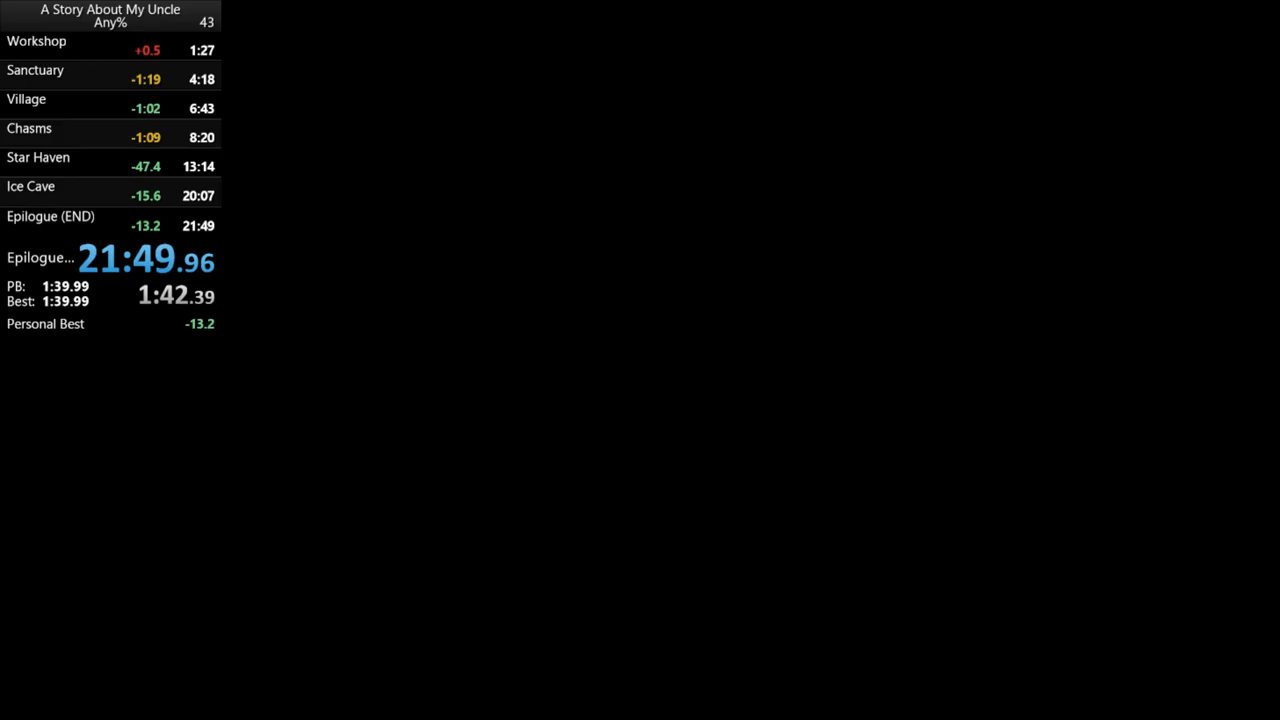 A Story About My Uncle
Any% 43
Workshop +0.5 1:27
Sanctuary -1:19 4:18
Village -1:02 6:43
Chasms -1:09 8:20
Star Haven -47.4 13:14
Ice Cave -15.6 20:07
Epilogue (END) -13.2 21:49
Epilogue... 21:49.96
PB: 1:39.99 1:42.39
Best: 1:39.99
Personal Best -13.2